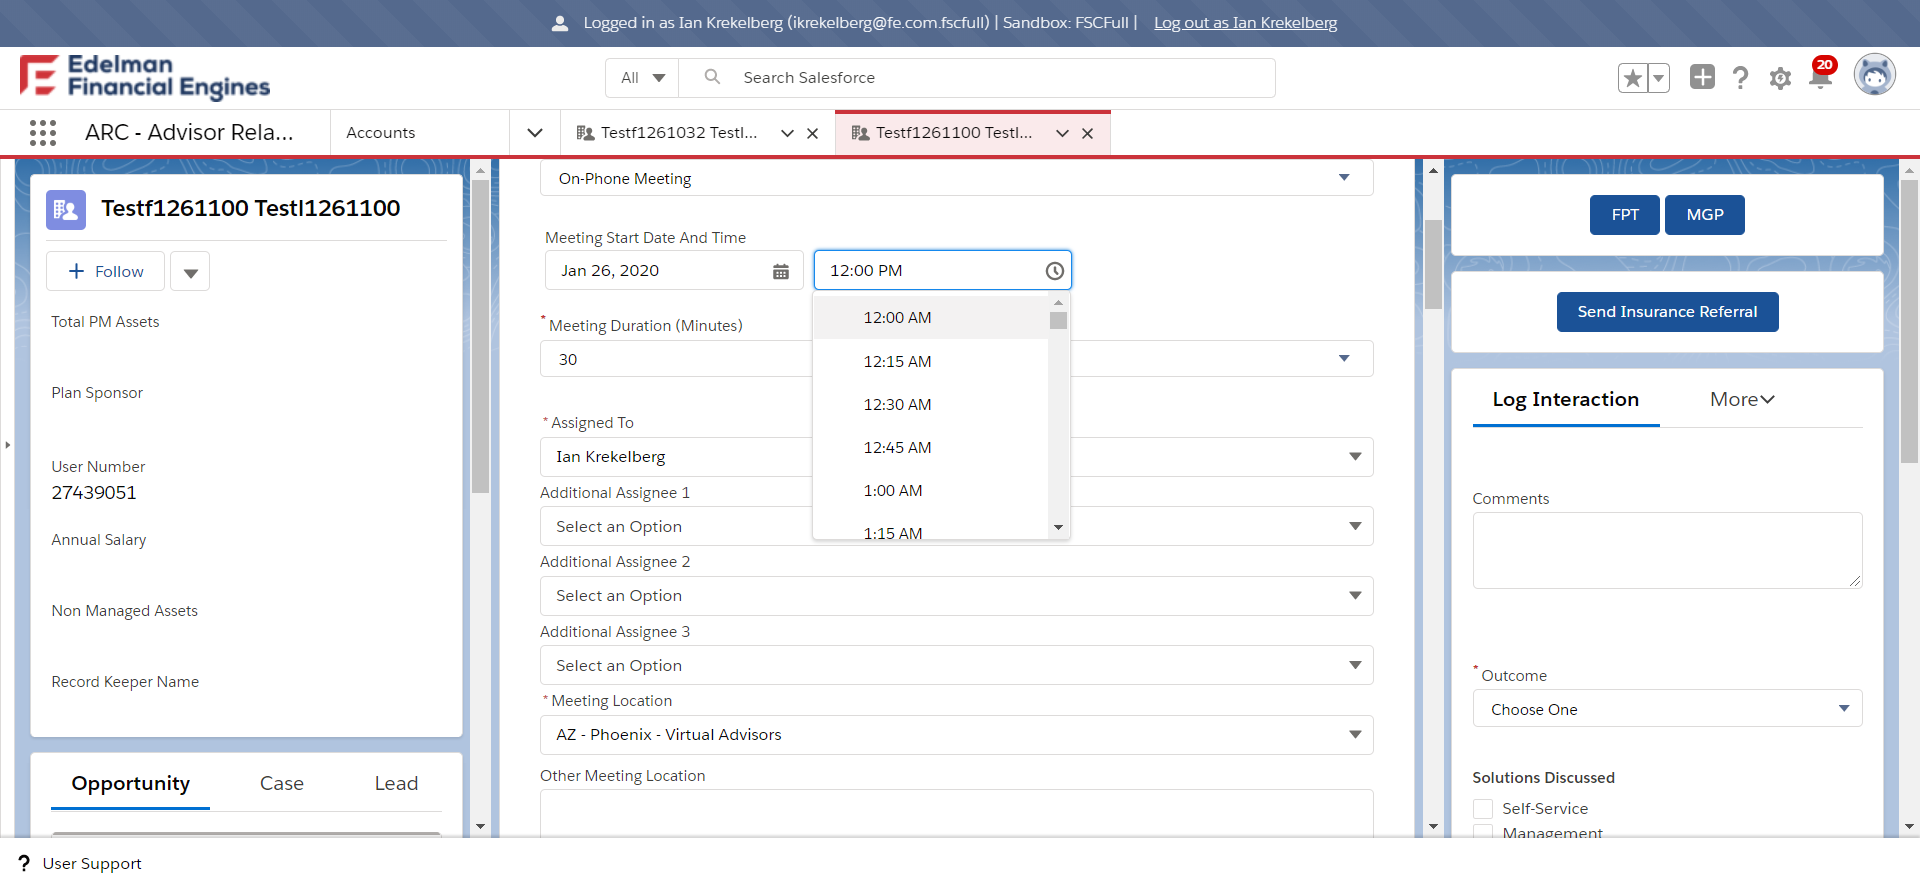 Logged in as Ian Krekelberg (ikrekelberg@fe.com.fscfull) | Sandbox: FSCFull | Log out as Ian Krekelberg
Edelman
Financial Engines
All
Search Salesforce
20
ARC - Advisor Rela...
Accounts
Testf1261032 Testl...
Testf1261100 Testl...
Testf1261100 Testl1261100
Follow
Total PM Assets
Plan Sponsor
User Number
27439051
Annual Salary
Non Managed Assets
Record Keeper Name
Opportunity
Case
Lead
On-Phone Meeting
Meeting Start Date And Time
Jan 26, 2020
12:00 PM
12:00 AM
12:15 AM
12:30 AM
12:45 AM
1:00 AM
1:15 AM
* Meeting Duration (Minutes)
30
* Assigned To
Ian Krekelberg
Additional Assignee 1
Select an Option
Additional Assignee 2
Select an Option
Additional Assignee 3
Select an Option
* Meeting Location
AZ - Phoenix - Virtual Advisors
Other Meeting Location
FPT
MGP
Send Insurance Referral
Log Interaction
More
Comments
* Outcome
Choose One
Solutions Discussed
Self-Service
Management
? User Support